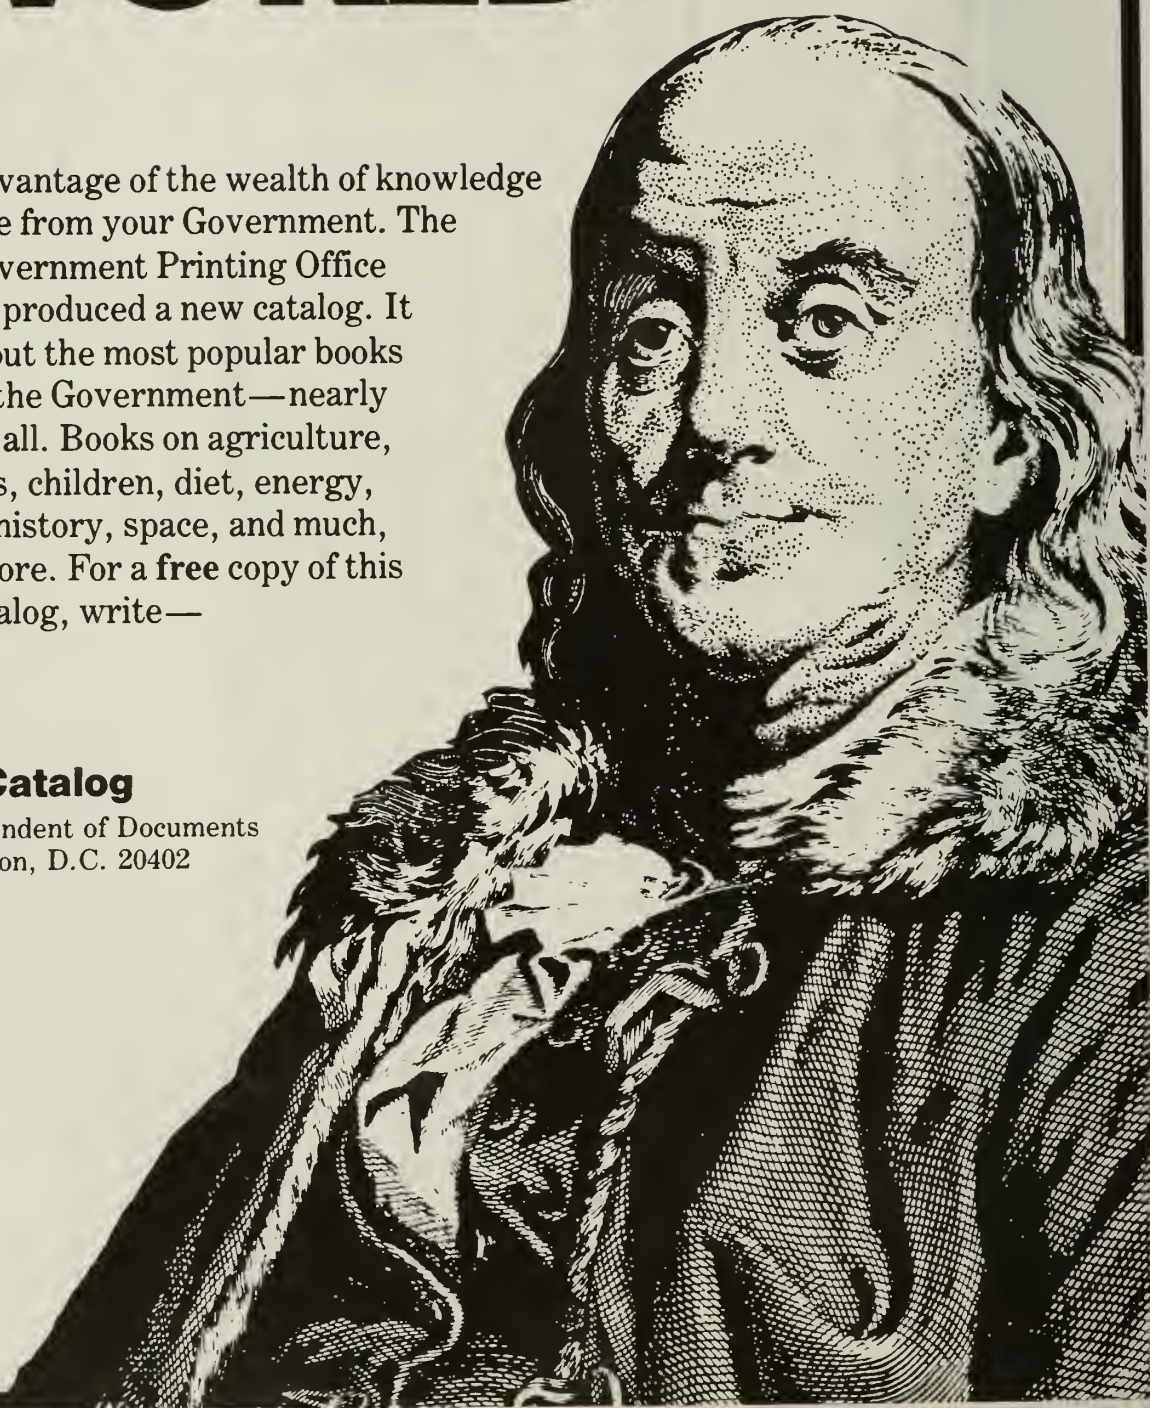 vantage of the wealth of knowledge
e from your Government. The
vernment Printing Office
produced a new catalog. It
out the most popular books
the Government—nearly
all. Books on agriculture,
s, children, diet, energy,
history, space, and much,
ore. For a free copy of this
alog, write—
Catalog
ndent of Documents
on, D.C. 20402